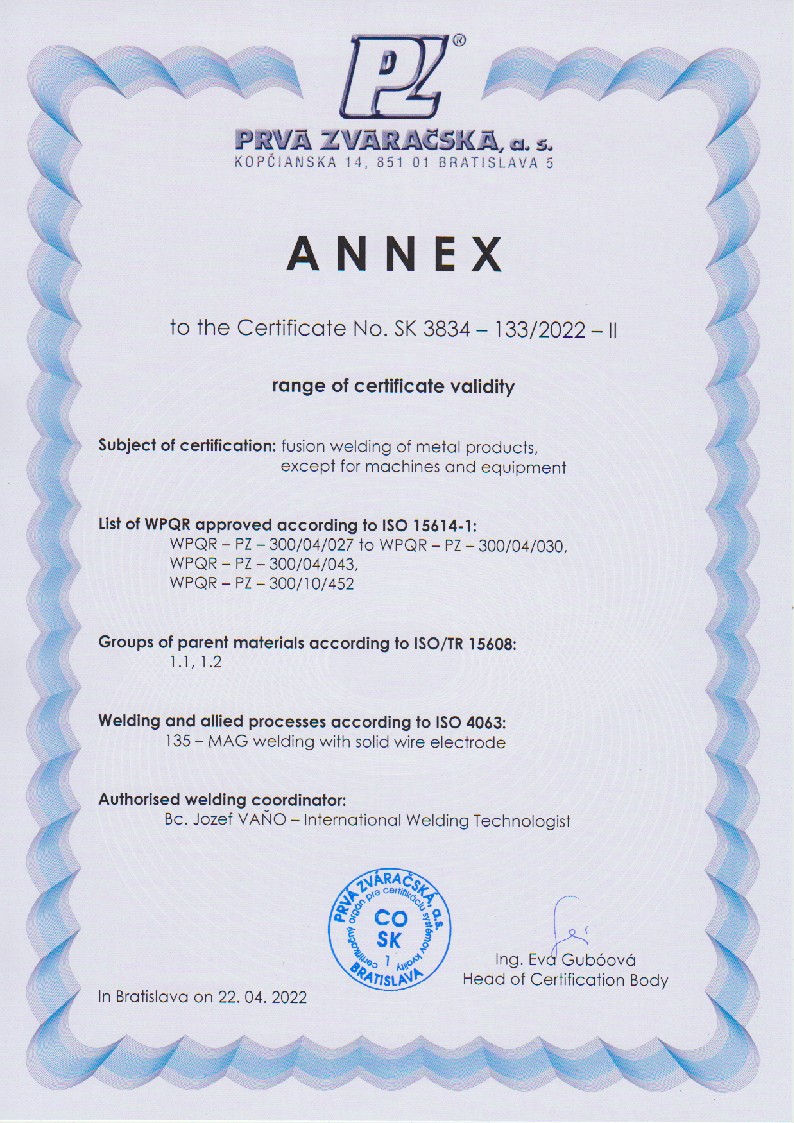 PZ ®
PRVÁ ZVÁRAČSKÁ, a. s.
KOPČIANSKA 14, 851 01 BRATISLAVA 5
ANNEX
to the Certificate No. SK 3834 – 133/2022 – II
range of certificate validity
Subject of certification: fusion welding of metal products,
except for machines and equipment
List of WPQR approved according to ISO 15614-1:
WPQR – PZ – 300/04/027 to WPQR – PZ – 300/04/030,
WPQR – PZ – 300/04/043,
WPQR – PZ – 300/10/452
Groups of parent materials according to ISO/TR 15608:
1.1, 1.2
Welding and allied processes according to ISO 4063:
135 – MAG welding with solid wire electrode
Authorised welding coordinator:
Bc. Jozef VAŇO – International Welding Technologist
PRVÁ ZVÁRAČSKÁ, a.s.
certifikačný orgán pre certifikáciu systémov kvality
CO
SK
1
BRATISLAVA
Ing. Eva Gubóová
Head of Certification Body
In Bratislava on 22. 04. 2022